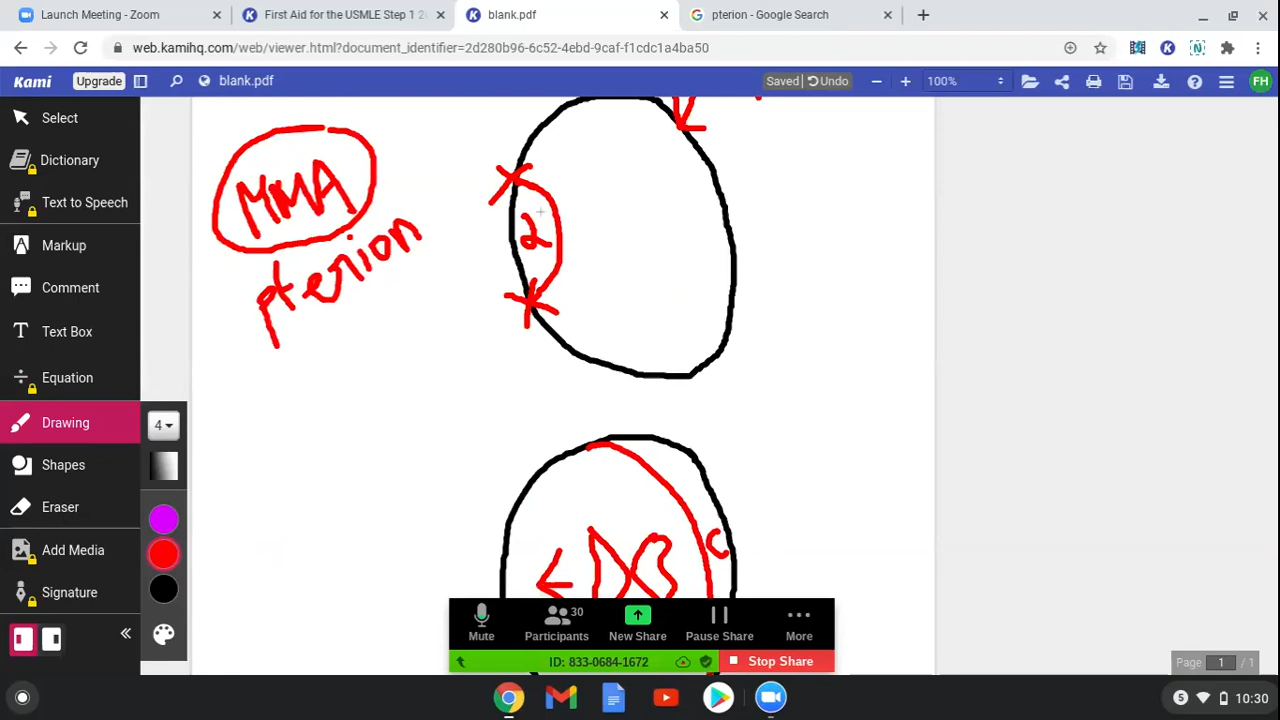 Launch Meeting - Zoom
First Aid for the USMLE Step 1 2
blank.pdf
pterion - Google Search
web.kamihq.com/web/viewer.html?document_identifier=2d280b96-6c52-4ebd-9caf-f1cdc1a4ba50
Kami
Upgrade
blank.pdf
Saved
Undo
100%
FH
Select
Dictionary
Text to Speech
Markup
Comment
Text Box
Equation
Drawing
Shapes
Eraser
Add Media
Signature
4
MMA
pterion
2
C
Mute
Participants
30
New Share
Pause Share
More
ID: 833-0684-1672
Stop Share
Page 1 / 1
5
10:30